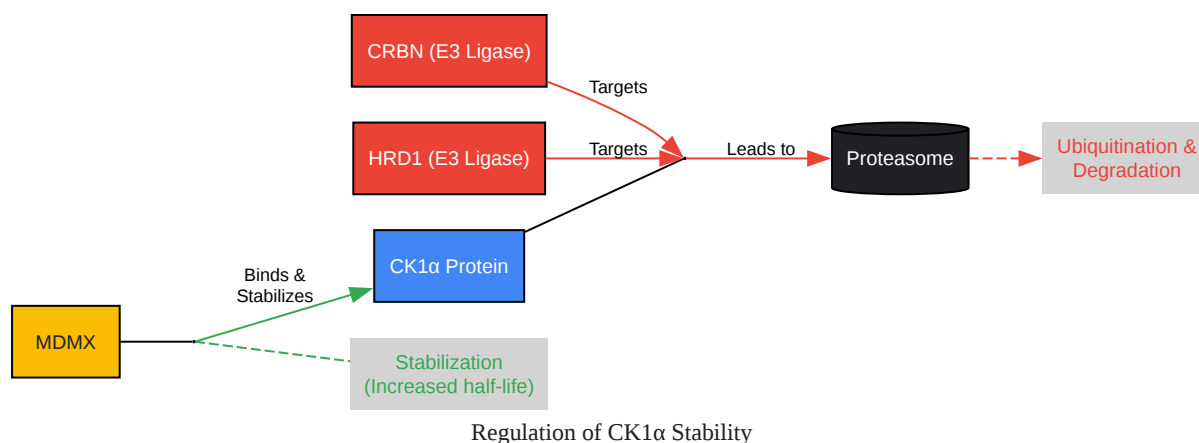 CRBN (E3 Ligase)
Targets
HRD1 (E3 Ligase)
Targets
Leads to
Proteasome
Ubiquitination &
Degradation
CK1α Protein
Binds &
Stabilizes
MDMX
Stabilization
(Increased half-life)
Regulation of CK1α Stability